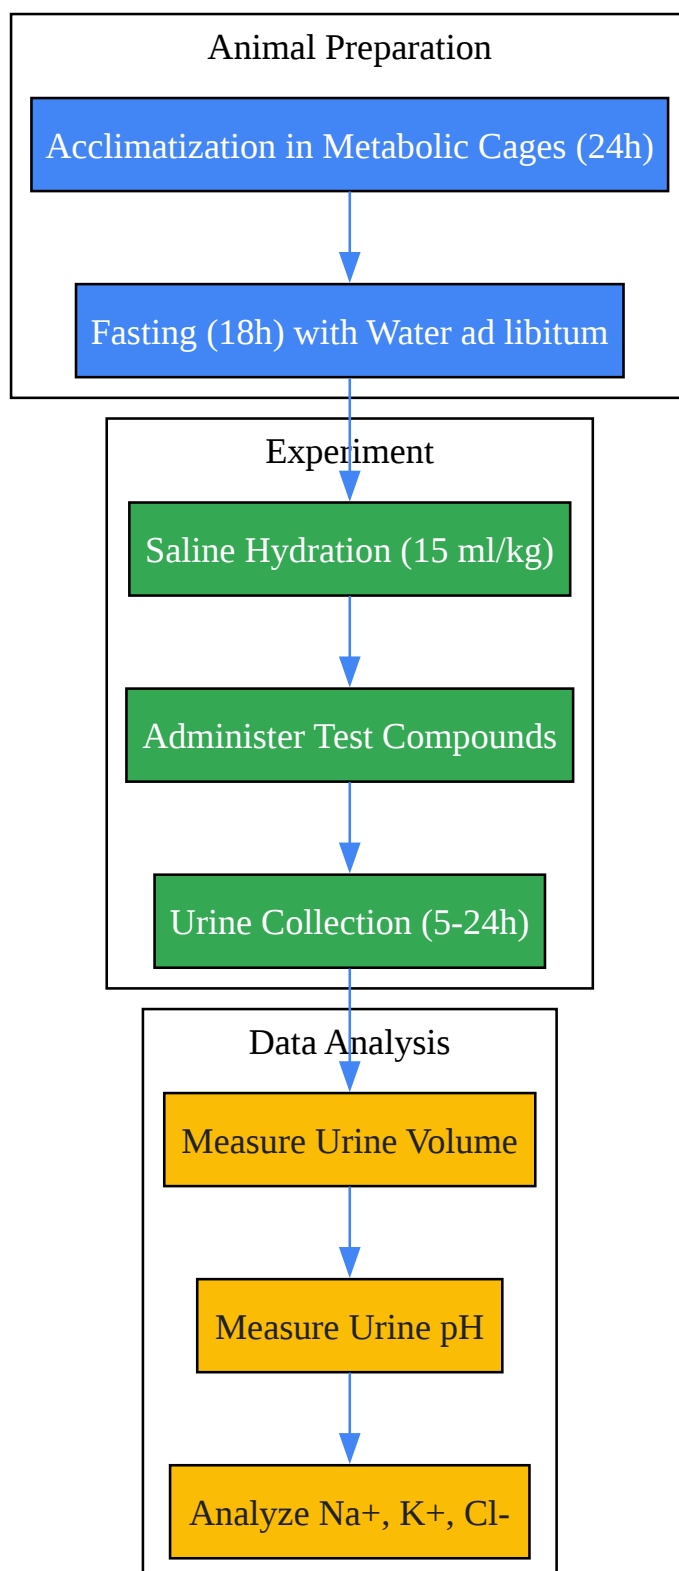 Animal Preparation
Acclimatization in Metabolic Cages (24h)
Fasting (18h) with Water ad libitum
Experiment
Saline Hydration (15 ml/kg)
Administer Test Compounds
Urine Collection (5-24h)
Data Analysis
Measure Urine Volume
Measure Urine pH
Analyze Na+, K+, Cl-